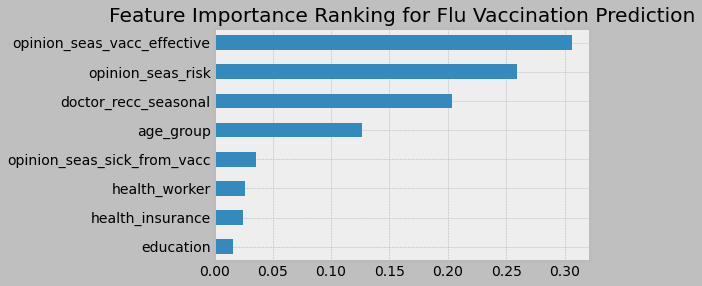 Feature Importance Ranking for Flu Vaccination Prediction
opinion_seas_vacc_effective
opinion_seas_risk
doctor_recc_seasonal
age_group
opinion_seas_sick_from_vacc
health_worker
health_insurance
education
0.00 0.05 0.10 0.15 0.20 0.25 0.30